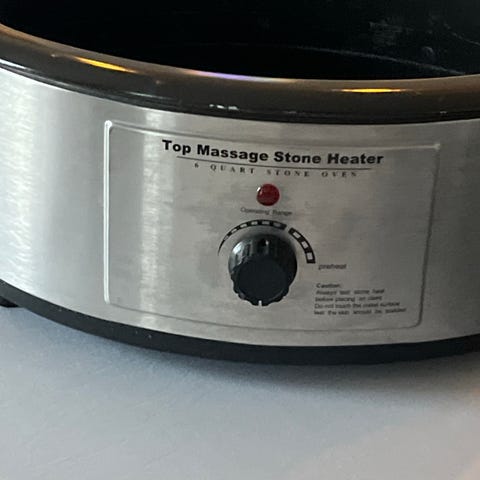 Top Massage Stone Heater
6 QUART STONE OVEN
Operating Range
preheat
Caution:
Always test stone heat
before placing on client
Do not touch the metal surface
lest the skin should be scalded